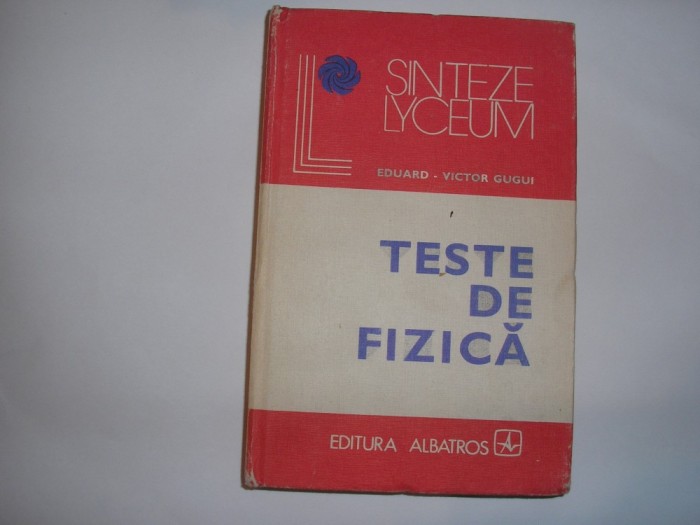 SINTEZE
LYCEUM
EDUARD - VICTOR GUGUI
TESTE
DE
FIZICĂ
EDITURA ALBATROS